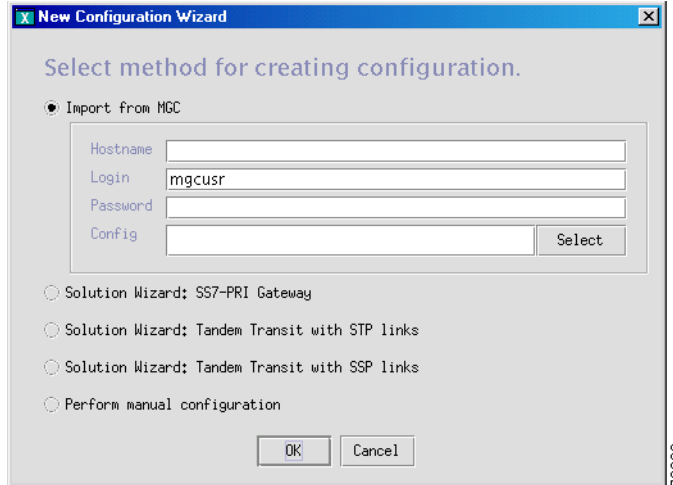 New Configuration Wizard
Select method for creating configuration.
Import from MGC
Hostname
Login mgcusr
Password
Config Select
Solution Wizard: SS7-PRI Gateway
Solution Wizard: Tandem Transit with STP links
Solution Wizard: Tandem Transit with SSP links
Perform manual configuration
OK Cancel